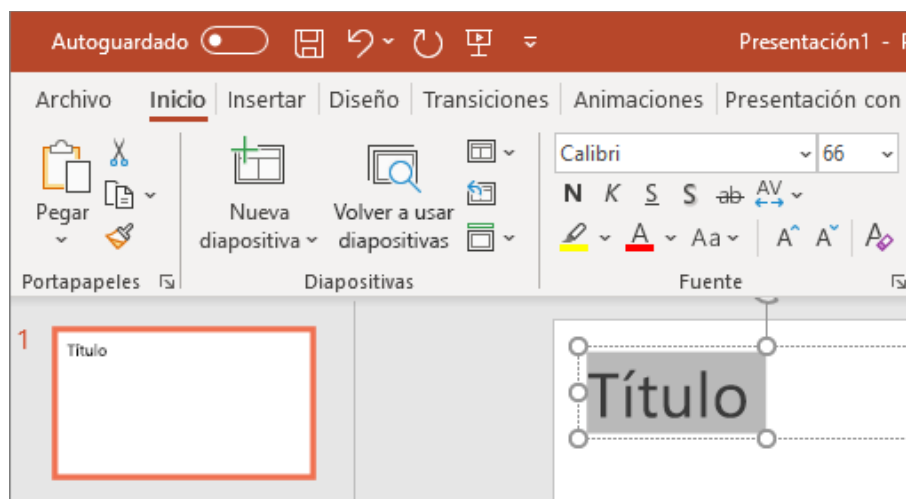 Autoguardado
Presentación1 -
Archivo Inicio Insertar Diseño Transiciones Animaciones Presentación con
Calibri 66
N K S S ab AV
Pegar Nueva diapositiva Volver a usar diapositivas
A Aa A A A
Portapapeles Diapositivas Fuente
1
Título
Título